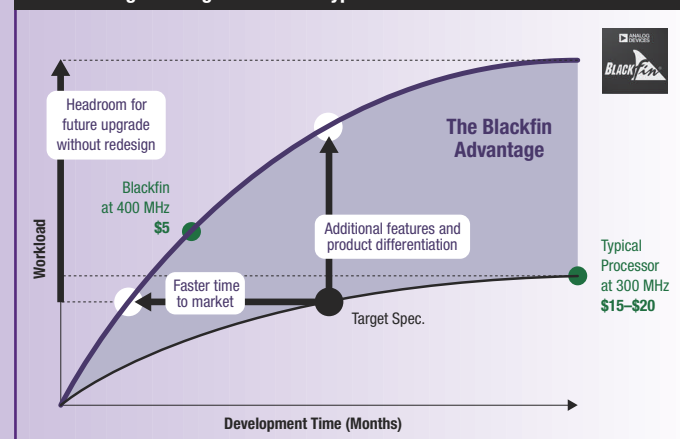 ANALOG
DEVICES
BLACKfin
Headroom for
future upgrade
without redesign
The Blackfin
Advantage
Blackfin
at 400 MHz
$5
Additional features and
product differentiation
Workload
Typical
Processor
at 300 MHz
$15–$20
Faster time
to market
Target Spec.
Development Time (Months)